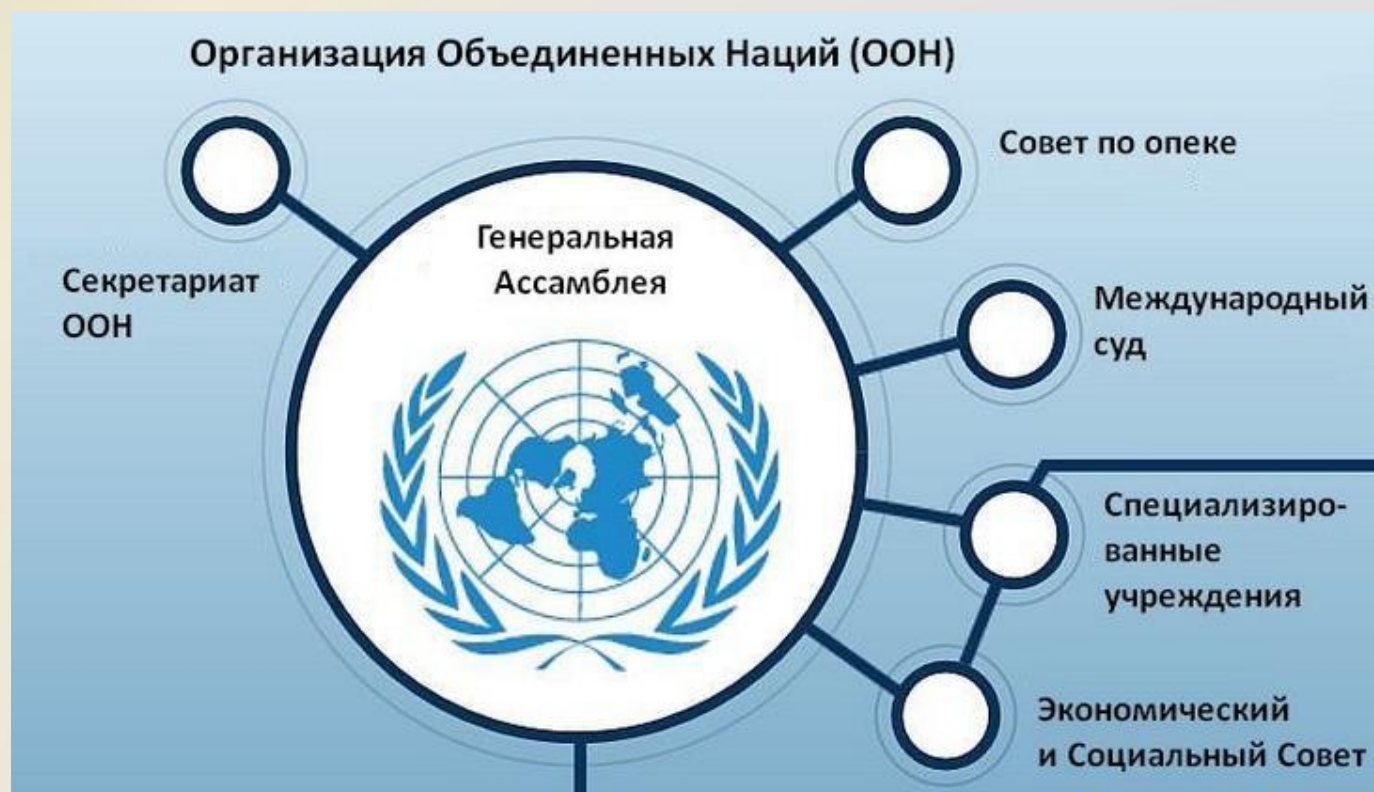 Организация Объединенных Наций (ООН)
Совет по опеке
Генеральная
Ассамблея
Секретариат
ООН
Международный
суд
Специализиро-
ванные
учреждения
Экономический
и Социальный Совет